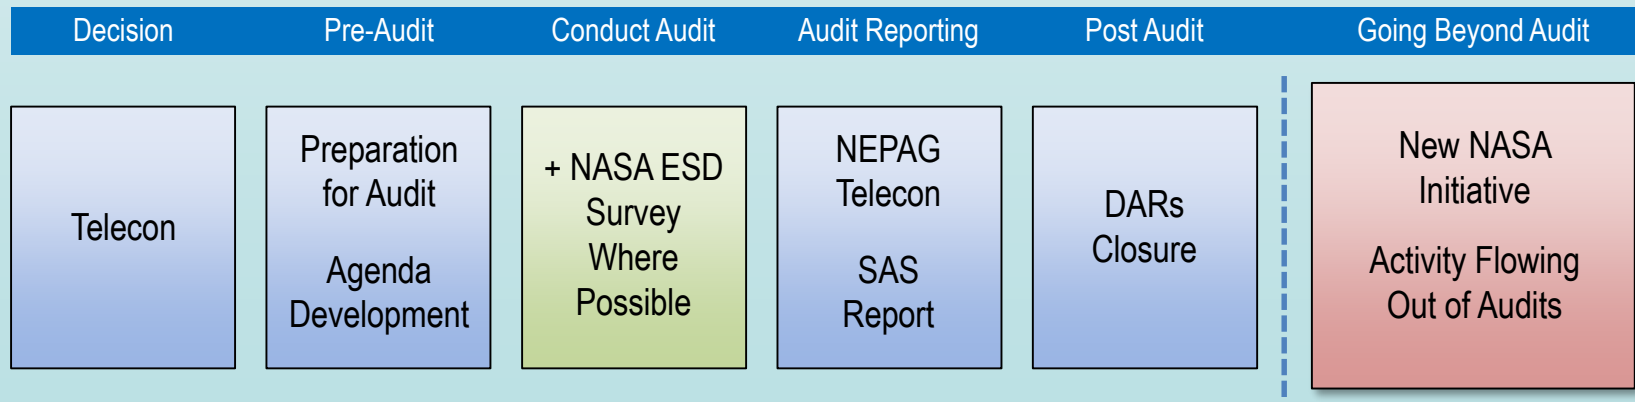 Decision
Pre-Audit
Conduct Audit
Audit Reporting
Post Audit
Going Beyond Audit
Telecon
Preparation
for Audit
Agenda
Development
+ NASA ESD
Survey
Where
Possible
NEPAG
Telecon
SAS
Report
DARs
Closure
New NASA
Initiative
Activity Flowing
Out of Audits